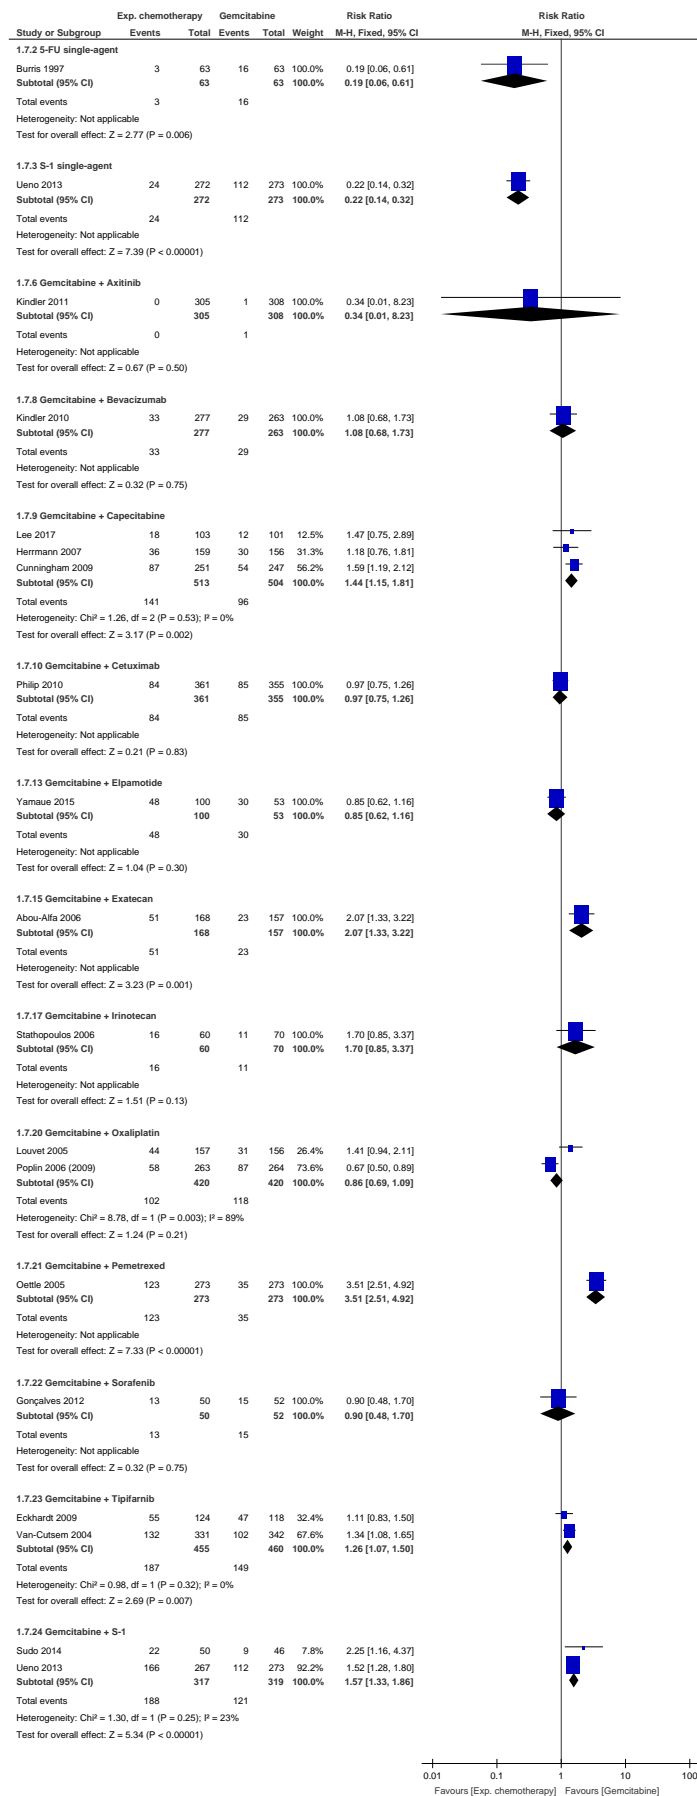 Exp. chemotherapy Gemcitabine Risk Ratio Risk Ratio
Study or Subgroup Events Total Events Total Weight M-H, Fixed, 95% CI M-H, Fixed, 95% CI
1.7.2 5-FU single-agent
Burris 1997 3 63 16 63 100.0% 0.19 [0.06, 0.61]
Subtotal (95% CI) 63 63 100.0% 0.19 [0.06, 0.61]
Total events 3 16
Heterogeneity: Not applicable
Test for overall effect: Z = 2.77 (P = 0.006)
1.7.3 S-1 single-agent
Ueno 2013 24 272 112 273 100.0% 0.22 [0.14, 0.32]
Subtotal (95% CI) 272 273 100.0% 0.22 [0.14, 0.32]
Total events 24 112
Heterogeneity: Not applicable
Test for overall effect: Z = 7.39 (P < 0.00001)
1.7.6 Gemcitabine + Axitinib
Kindler 2011 0 305 1 308 100.0% 0.34 [0.01, 8.23]
Subtotal (95% CI) 305 308 100.0% 0.34 [0.01, 8.23]
Total events 0 1
Heterogeneity: Not applicable
Test for overall effect: Z = 0.67 (P = 0.50)
1.7.8 Gemcitabine + Bevacizumab
Kindler 2010 33 277 29 263 100.0% 1.08 [0.68, 1.73]
Subtotal (95% CI) 277 263 100.0% 1.08 [0.68, 1.73]
Total events 33 29
Heterogeneity: Not applicable
Test for overall effect: Z = 0.32 (P = 0.75)
1.7.9 Gemcitabine + Capecitabine
Lee 2017 18 103 12 101 12.5% 1.47 [0.75, 2.89]
Herrmann 2007 36 159 30 156 31.3% 1.18 [0.76, 1.81]
Cunningham 2009 87 251 54 247 56.2% 1.59 [1.19, 2.12]
Subtotal (95% CI) 513 504 100.0% 1.44 [1.15, 1.81]
Total events 141 96
Heterogeneity: Chi² = 1.26, df = 2 (P = 0.53); I² = 0%
Test for overall effect: Z = 3.17 (P = 0.002)
1.7.10 Gemcitabine + Cetuximab
Philip 2010 84 361 85 355 100.0% 0.97 [0.75, 1.26]
Subtotal (95% CI) 361 355 100.0% 0.97 [0.75, 1.26]
Total events 84 85
Heterogeneity: Not applicable
Test for overall effect: Z = 0.21 (P = 0.83)
1.7.13 Gemcitabine + Elpamotide
Yamaue 2015 48 100 30 53 100.0% 0.85 [0.62, 1.16]
Subtotal (95% CI) 100 53 100.0% 0.85 [0.62, 1.16]
Total events 48 30
Heterogeneity: Not applicable
Test for overall effect: Z = 1.04 (P = 0.30)
1.7.15 Gemcitabine + Exatecan
Abou-Alfa 2006 51 168 23 157 100.0% 2.07 [1.33, 3.22]
Subtotal (95% CI) 168 157 100.0% 2.07 [1.33, 3.22]
Total events 51 23
Heterogeneity: Not applicable
Test for overall effect: Z = 3.23 (P = 0.001)
1.7.17 Gemcitabine + Irinotecan
Stathopoulos 2006 16 60 11 70 100.0% 1.70 [0.85, 3.37]
Subtotal (95% CI) 60 70 100.0% 1.70 [0.85, 3.37]
Total events 16 11
Heterogeneity: Not applicable
Test for overall effect: Z = 1.51 (P = 0.13)
1.7.20 Gemcitabine + Oxaliplatin
Louvet 2005 44 157 31 156 26.4% 1.41 [0.94, 2.11]
Poplin 2006 (2009) 58 263 87 264 73.6% 0.67 [0.50, 0.89]
Subtotal (95% CI) 420 420 100.0% 0.86 [0.69, 1.09]
Total events 102 118
Heterogeneity: Chi² = 8.78, df = 1 (P = 0.003); I² = 89%
Test for overall effect: Z = 1.24 (P = 0.21)
1.7.21 Gemcitabine + Pemetrexed
Oettle 2005 123 273 35 273 100.0% 3.51 [2.51, 4.92]
Subtotal (95% CI) 273 273 100.0% 3.51 [2.51, 4.92]
Total events 123 35
Heterogeneity: Not applicable
Test for overall effect: Z = 7.33 (P < 0.00001)
1.7.22 Gemcitabine + Sorafenib
Gonçalves 2012 13 50 15 52 100.0% 0.90 [0.48, 1.70]
Subtotal (95% CI) 50 52 100.0% 0.90 [0.48, 1.70]
Total events 13 15
Heterogeneity: Not applicable
Test for overall effect: Z = 0.32 (P = 0.75)
1.7.23 Gemcitabine + Tipifarnib
Eckhardt 2009 55 124 47 118 32.4% 1.11 [0.83, 1.50]
Van-Cutsem 2004 132 331 102 342 67.6% 1.34 [1.08, 1.65]
Subtotal (95% CI) 455 460 100.0% 1.26 [1.07, 1.50]
Total events 187 149
Heterogeneity: Chi² = 0.98, df = 1 (P = 0.32); I² = 0%
Test for overall effect: Z = 2.69 (P = 0.007)
1.7.24 Gemcitabine + S-1
Sudo 2014 22 50 9 46 7.8% 2.25 [1.16, 4.37]
Ueno 2013 166 267 112 273 92.2% 1.52 [1.28, 1.80]
Subtotal (95% CI) 317 319 100.0% 1.57 [1.33, 1.86]
Total events 188 121
Heterogeneity: Chi² = 1.30, df = 1 (P = 0.25); I² = 23%
Test for overall effect: Z = 5.34 (P < 0.00001)
0.01 0.1 1 10 100
Favours [Exp. chemotherapy] Favours [Gemcitabine]